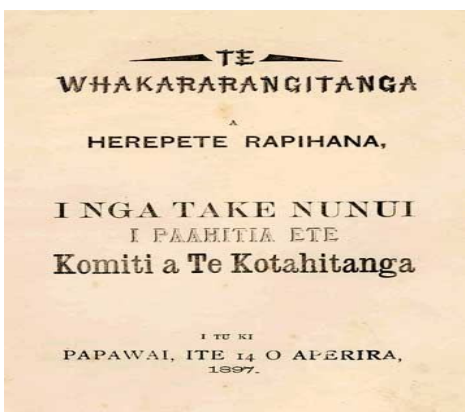 TE
WHAKARARANGITANGA
A
HEREPETE RAPIHANA,
I NGA TAKE NUNUI
I PAAHITIA ETE
Komiti a Te Kotahitanga
I TU KI
PAPAWAI, ITE 14 O APERIRA,
1897.